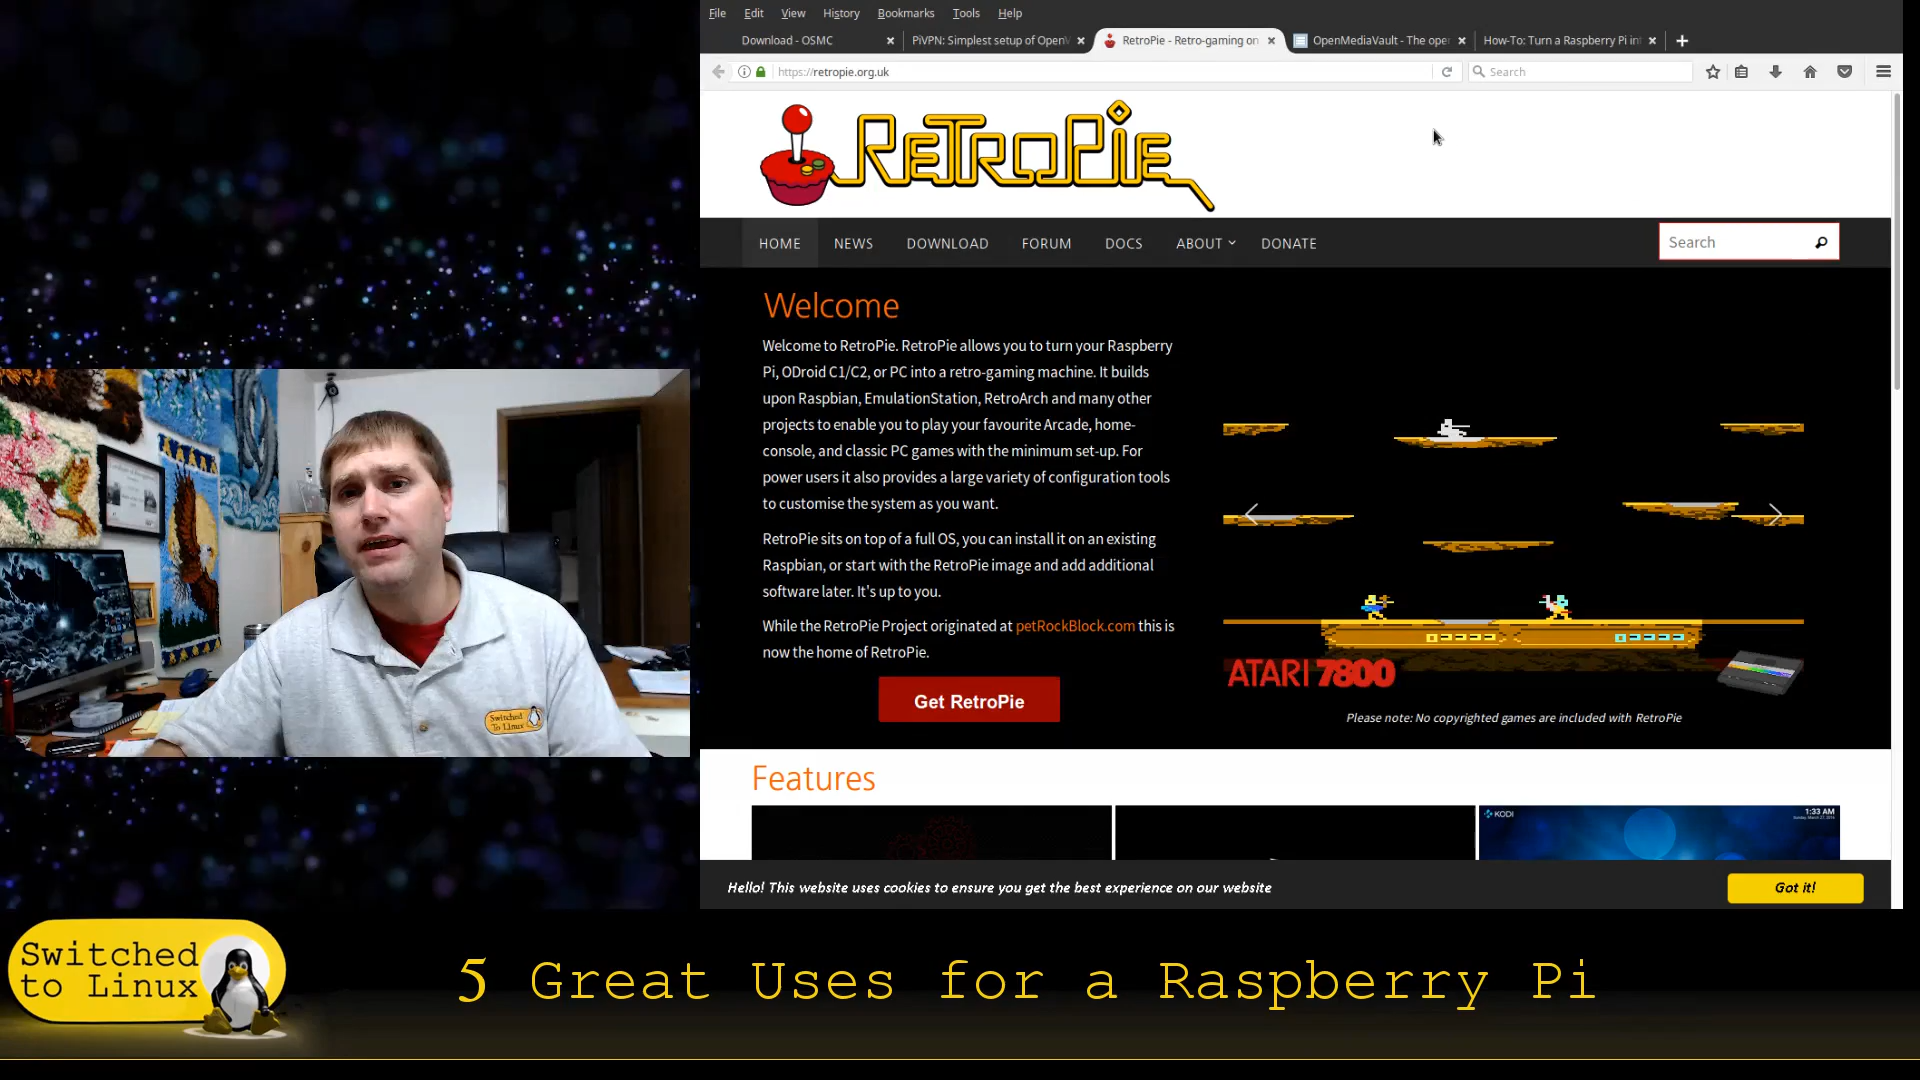 File Edit View History Bookmarks Tools Help
Download - OSMC
PiVPN: Simplest setup of OpenV
RetroPie - Retro-gaming on
OpenMediaVault - The ope
How-To: Turn a Raspberry Pi in
https://retropie.org.uk
Search
RETROPIE
HOME NEWS DOWNLOAD FORUM DOCS ABOUT DONATE
Search
Welcome
Welcome to RetroPie. RetroPie allows you to turn your Raspberry
Pi, ODroid C1/C2, or PC into a retro-gaming machine. It builds
upon Raspbian, EmulationStation, RetroArch and many other
projects to enable you to play your favourite Arcade, home-
console, and classic PC games with the minimum set-up. For
power users it also provides a large variety of configuration tools
to customise the system as you want.
RetroPie sits on top of a full OS, you can install it on an existing
Raspbian, or start with the RetroPie image and add additional
software later. It's up to you.
While the RetroPie Project originated at petRockBlock.com this is
now the home of RetroPie.
Get RetroPie
ATARI 7800
Please note: No copyrighted games are included with RetroPie
Features
KODI
1:33 AM
Hello! This website uses cookies to ensure you get the best experience on our website
Got it!
Switched
To Linux
Switched
to Linux
5 Great Uses for a Raspberry Pi